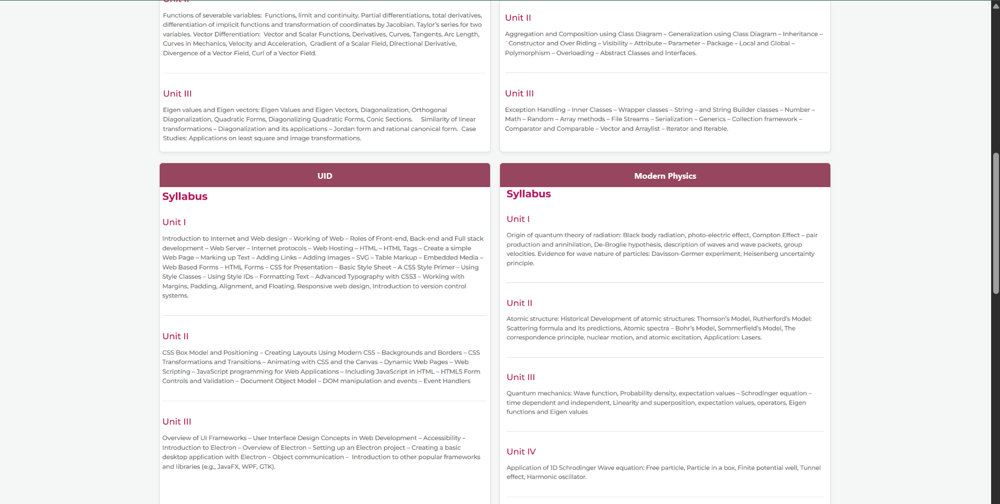 Unit II
Functions of severable variables:  Functions, limit and continuity. Partial differentiations, total derivatives,
differentiation of implicit functions and transformation of coordinates by Jacobian. Taylor's series for two
variables. Vector Differentiation:  Vector and Scalar Functions, Derivatives, Curves, Tangents, Arc Length,
Curves in Mechanics, Velocity and Acceleration,  Gradient of a Scalar Field, Directional Derivative,
Divergence of a Vector Field, Curl of a Vector Field.
Unit III
Eigen values and Eigen vectors: Eigen Values and Eigen Vectors, Diagonalization, Orthogonal
Diagonalization, Quadratic Forms, Diagonalizing Quadratic Forms, Conic Sections.    Similarity of linear
transformations – Diagonalization and its applications – Jordan form and rational canonical form.  Case
Studies: Applications on least square and image transformations.
Unit II
Aggregation and Composition using Class Diagram – Generalization using Class Diagram – Inheritance –
`Constructor and Over Riding – Visibility – Attribute – Parameter – Package – Local and Global –
Polymorphism – Overloading – Abstract Classes and Interfaces.
Unit III
Exception Handling – Inner Classes – Wrapper classes – String – and String Builder classes – Number –
Math – Random – Array methods – File Streams – Serialization – Generics – Collection framework –
Comparator and Comparable – Vector and Arraylist – Iterator and Iterable.
UID
Syllabus
Unit I
Introduction to Internet and Web design – Working of Web – Roles of Front-end, Back-end and Full stack
development – Web Server – Internet protocols – Web Hosting – HTML – HTML Tags – Create a simple
Web Page – Marking up Text – Adding Links – Adding Images – SVG – Table Markup – Embedded Media –
Web Based Forms – HTML Forms – CSS for Presentation – Basic Style Sheet – A CSS Style Primer – Using
Style Classes – Using Style IDs – Formatting Text – Advanced Typography with CSS3 – Working with
Margins, Padding, Alignment, and Floating. Responsive web design, Introduction to version control
systems.
Unit II
CSS Box Model and Positioning – Creating Layouts Using Modern CSS – Backgrounds and Borders – CSS
Transformations and Transitions – Animating with CSS and the Canvas – Dynamic Web Pages – Web
Scripting – JavaScript programming for Web Applications – Including JavaScript in HTML – HTML5 Form
Controls and Validation – Document Object Model – DOM manipulation and events – Event Handlers
Unit III
Overview of UI Frameworks – User Interface Design Concepts in Web Development – Accessibility –
Introduction to Electron – Overview of Electron – Setting up an Electron project – Creating a basic
desktop application with Electron – Object communication –  Introduction to other popular frameworks
and libraries (e.g., JavaFX, WPF, GTK).
Modern Physics
Syllabus
Unit I
Origin of quantum theory of radiation: Black body radiation, photo-electric effect, Compton Effect – pair
production and annihilation, De-Broglie hypothesis, description of waves and wave packets, group
velocities. Evidence for wave nature of particles: Davisson-Germer experiment, Heisenberg uncertainty
principle.
Unit II
Atomic structure: Historical Development of atomic structures: Thomson's Model, Rutherford's Model:
Scattering formula and its predictions, Atomic spectra – Bohr's Model, Sommerfield's Model, The
correspondence principle, nuclear motion, and atomic excitation, Application: Lasers.
Unit III
Quantum mechanics: Wave function, Probability density, expectation values – Schrodinger equation –
time dependent and independent, Linearity and superposition, expectation values, operators, Eigen
functions and Eigen values
Unit IV
Application of 1D Schrodinger Wave equation: Free particle, Particle in a box, Finite potential well, Tunnel
effect, Harmonic oscillator.